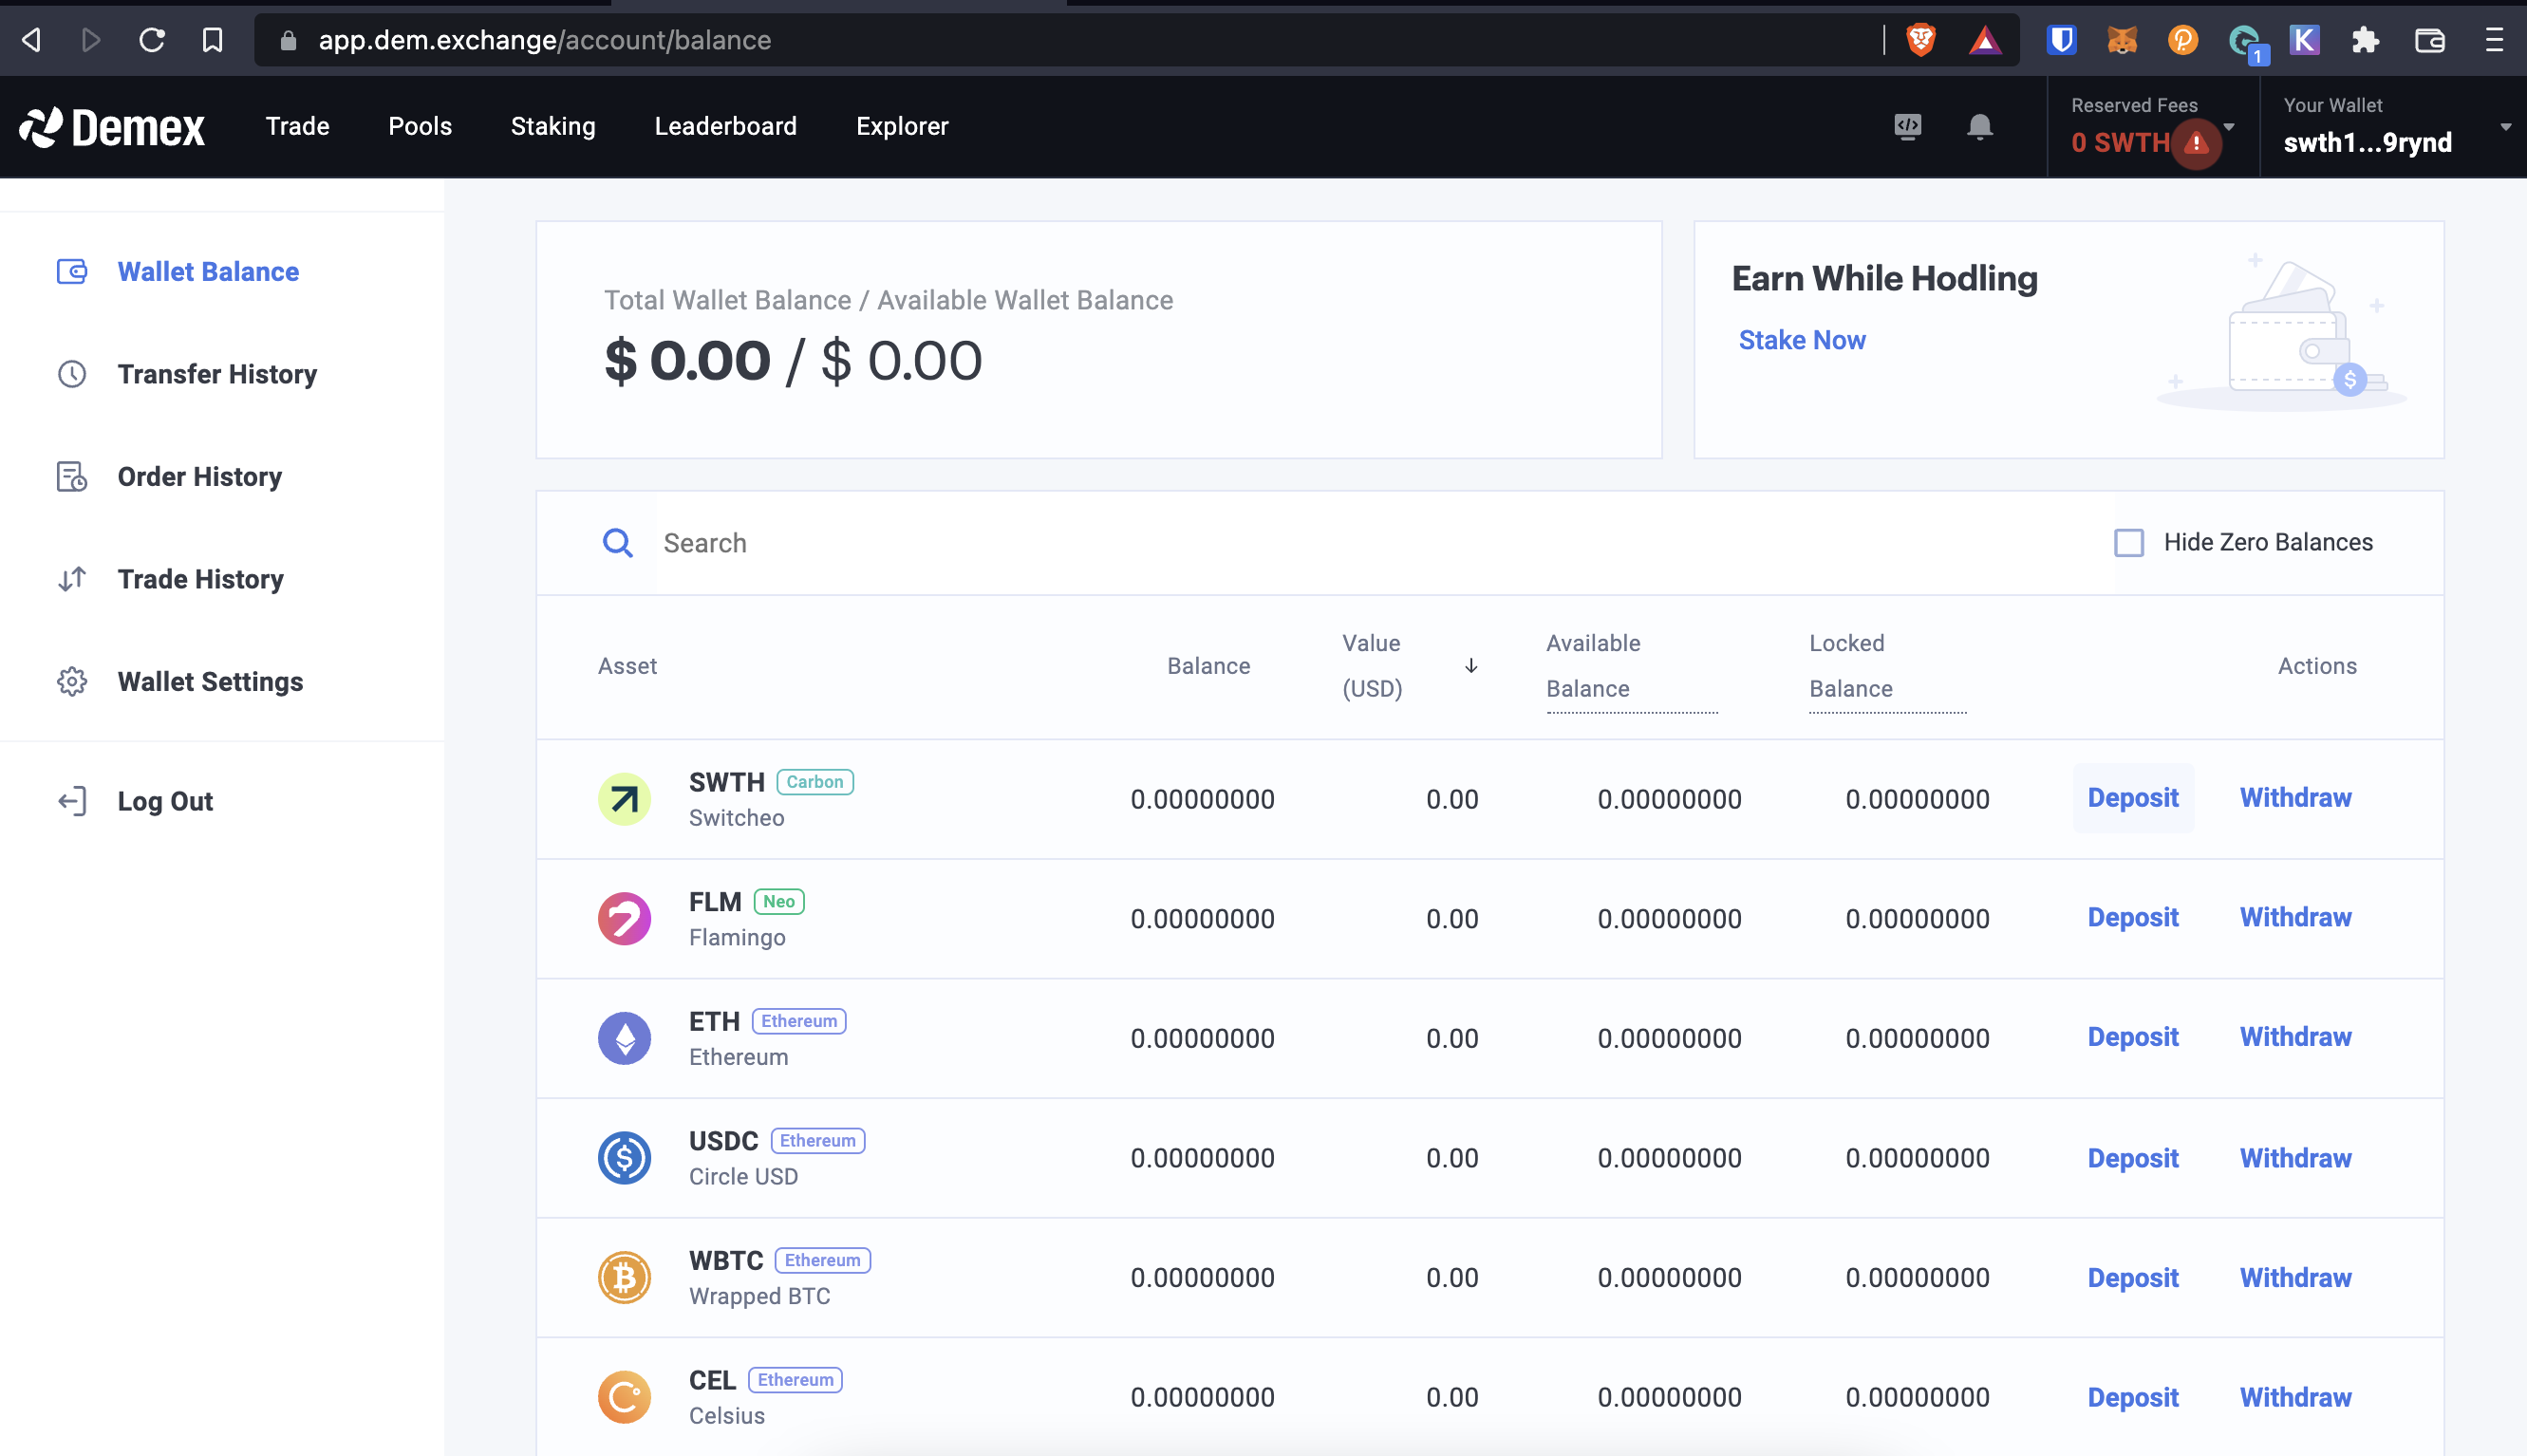 app.dem.exchange/account/balance
1
K
Demex
Trade
Pools
Staking
Leaderboard
Explorer
Reserved Fees
0 SWTH
Your Wallet
swth1...9rynd
Wallet Balance
Transfer History
Order History
Trade History
Wallet Settings
Log Out
Total Wallet Balance / Available Wallet Balance
$ 0.00 / $ 0.00
Earn While Hodling
Stake Now
Search
Hide Zero Balances
Asset
Balance
Value
(USD)
Available
Balance
Locked
Balance
Actions
SWTH Carbon
Switcheo
0.00000000 0.00 0.00000000 0.00000000 Deposit Withdraw
FLM Neo
Flamingo
0.00000000 0.00 0.00000000 0.00000000 Deposit Withdraw
ETH Ethereum
Ethereum
0.00000000 0.00 0.00000000 0.00000000 Deposit Withdraw
USDC Ethereum
Circle USD
0.00000000 0.00 0.00000000 0.00000000 Deposit Withdraw
WBTC Ethereum
Wrapped BTC
0.00000000 0.00 0.00000000 0.00000000 Deposit Withdraw
CEL Ethereum
Celsius
0.00000000 0.00 0.00000000 0.00000000 Deposit Withdraw